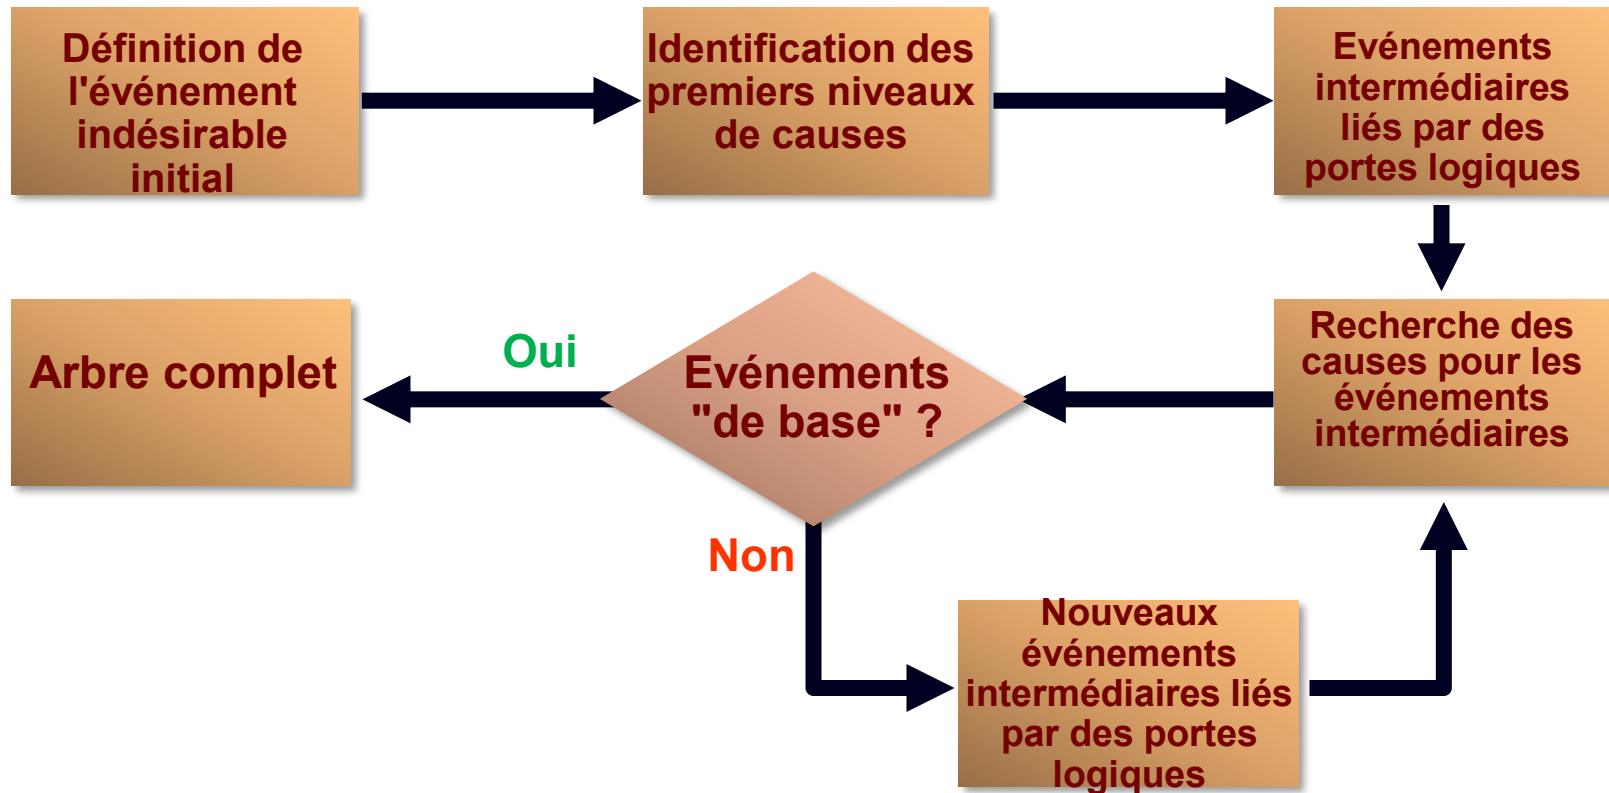 Définition de
l'événement
indésirable
initial
Identification des
premiers niveaux
de causes
Evénements
intermédiaires
liés par des
portes logiques
Recherche des
causes pour les
événements
intermédiaires
Evénements
"de base" ?
Oui
Arbre complet
Non
Nouveaux
événements
intermédiaires liés
par des portes
logiques